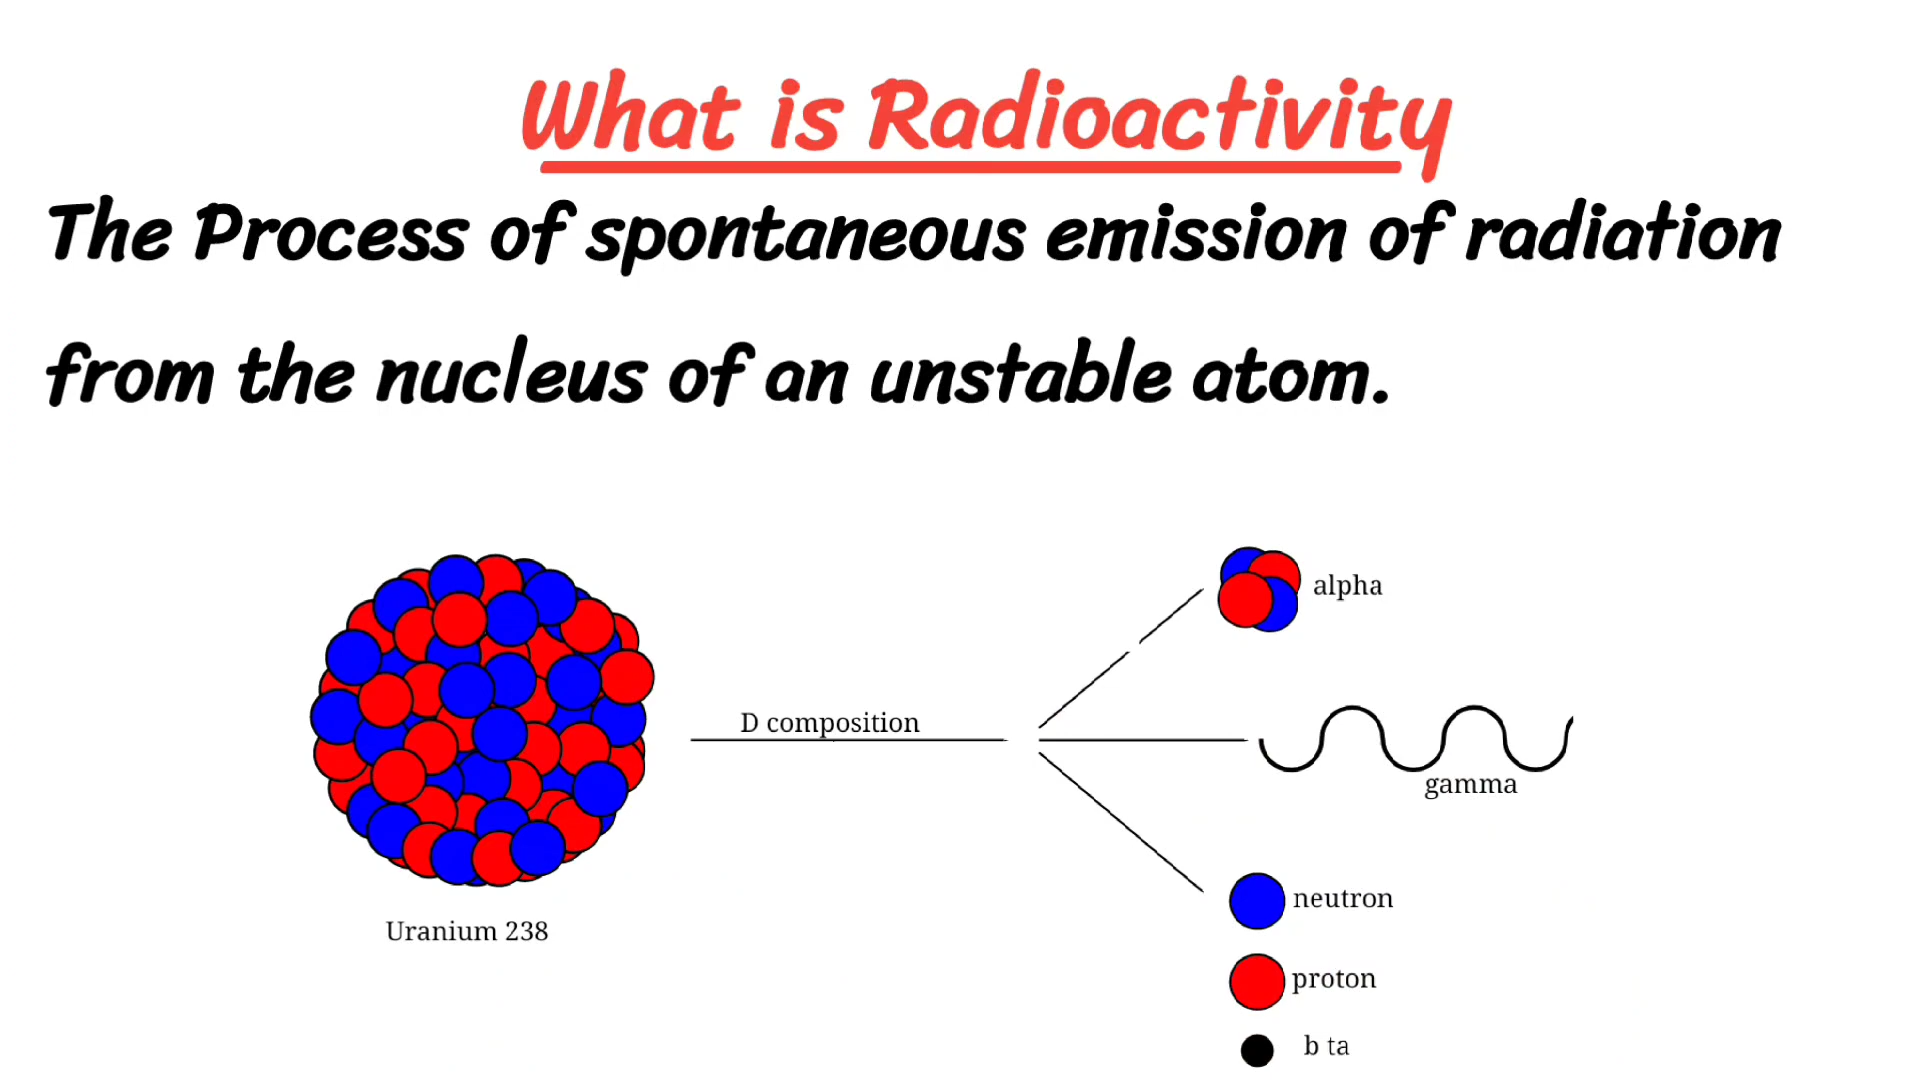 What is Radioactivity
The Process of spontaneous emission of radiation
from the nucleus of an unstable atom.
alpha
D composition
gamma
neutron
Uranium 238
proton
b ta